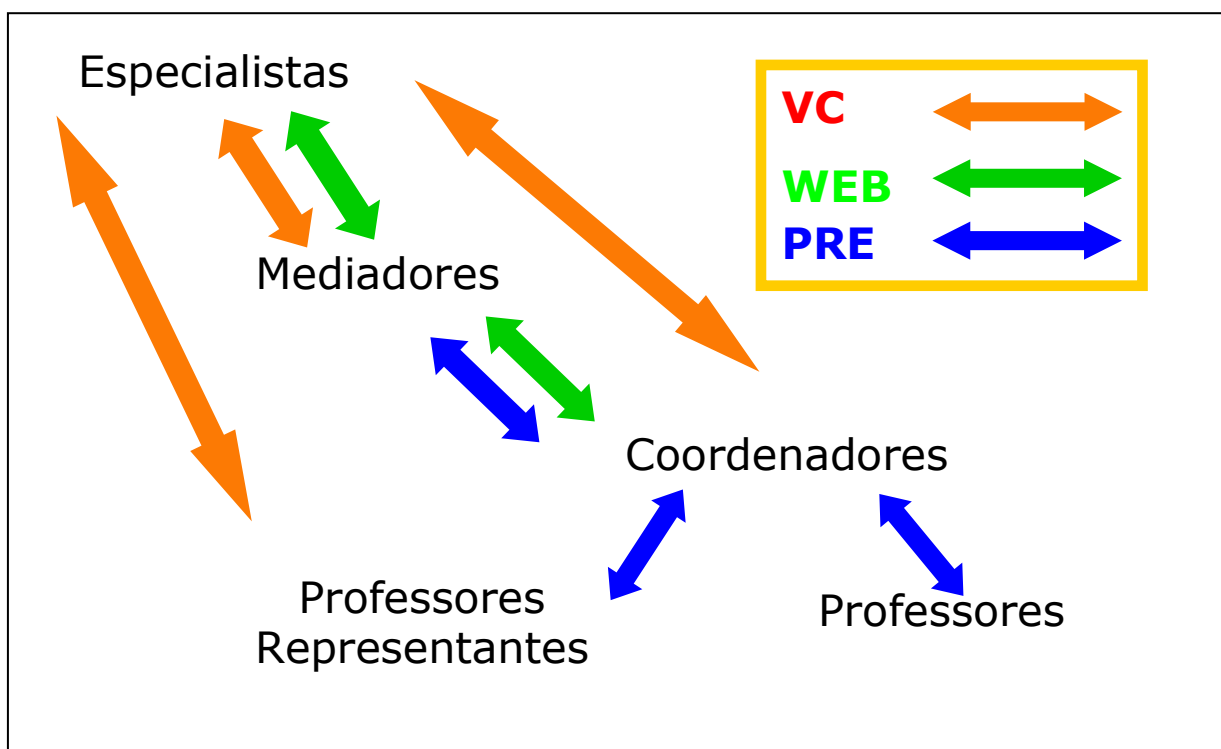 Especialistas
VC
WEB
PRE
Mediadores
Coordenadores
Professores
Representantes
Professores